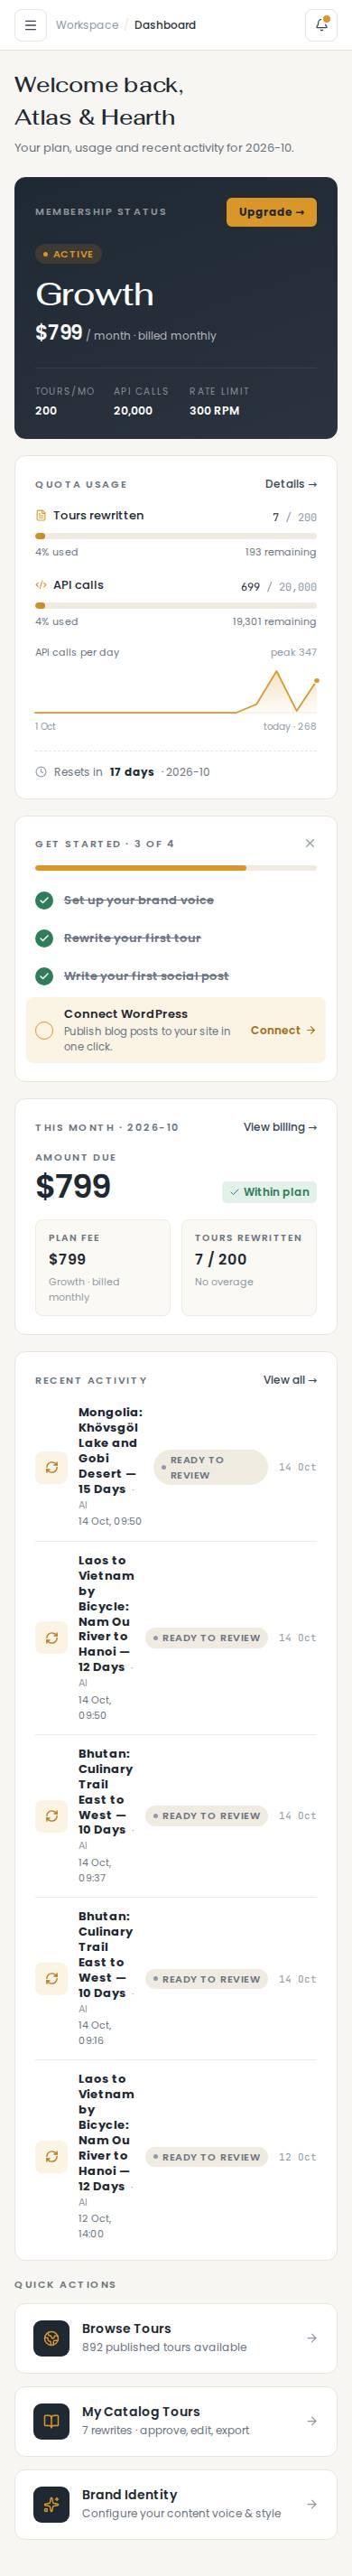 Workspace / Dashboard
Welcome back,
Atlas & Hearth
Your plan, usage and recent activity for 2026-10.
MEMBERSHIP STATUS
Upgrade →
ACTIVE
Growth
$799 / month · billed monthly
TOURS/MO API CALLS RATE LIMIT
200 20,000 300 RPM
QUOTA USAGE Details →
Tours rewritten 7 / 200
4% used 193 remaining
API calls 699 / 20,000
4% used 19,301 remaining
API calls per day peak 347
1 Oct today · 268
Resets in 17 days · 2026-10
GET STARTED · 3 OF 4
Set up your brand voice
Rewrite your first tour
Write your first social post
Connect WordPress
Publish blog posts to your site in
one click.
Connect →
THIS MONTH · 2026-10 View billing →
AMOUNT DUE
$799
Within plan
PLAN FEE
$799
Growth · billed
monthly
TOURS REWRITTEN
7 / 200
No overage
RECENT ACTIVITY View all →
Mongolia:
Khövsgöl
Lake and
Gobi
Desert —
15 Days ·
AI
14 Oct, 09:50
READY TO
REVIEW
14 Oct
Laos to
Vietnam
by
Bicycle:
Nam Ou
River to
Hanoi —
12 Days ·
AI
14 Oct,
09:50
READY TO REVIEW
14 Oct
Bhutan:
Culinary
Trail
East to
West —
10 Days ·
AI
14 Oct,
09:37
READY TO REVIEW
14 Oct
Bhutan:
Culinary
Trail
East to
West —
10 Days ·
AI
14 Oct,
09:16
READY TO REVIEW
14 Oct
Laos to
Vietnam
by
Bicycle:
Nam Ou
River to
Hanoi —
12 Days ·
AI
12 Oct,
14:00
READY TO REVIEW
12 Oct
QUICK ACTIONS
Browse Tours
892 published tours available
My Catalog Tours
7 rewrites · approve, edit, export
Brand Identity
Configure your content voice & style